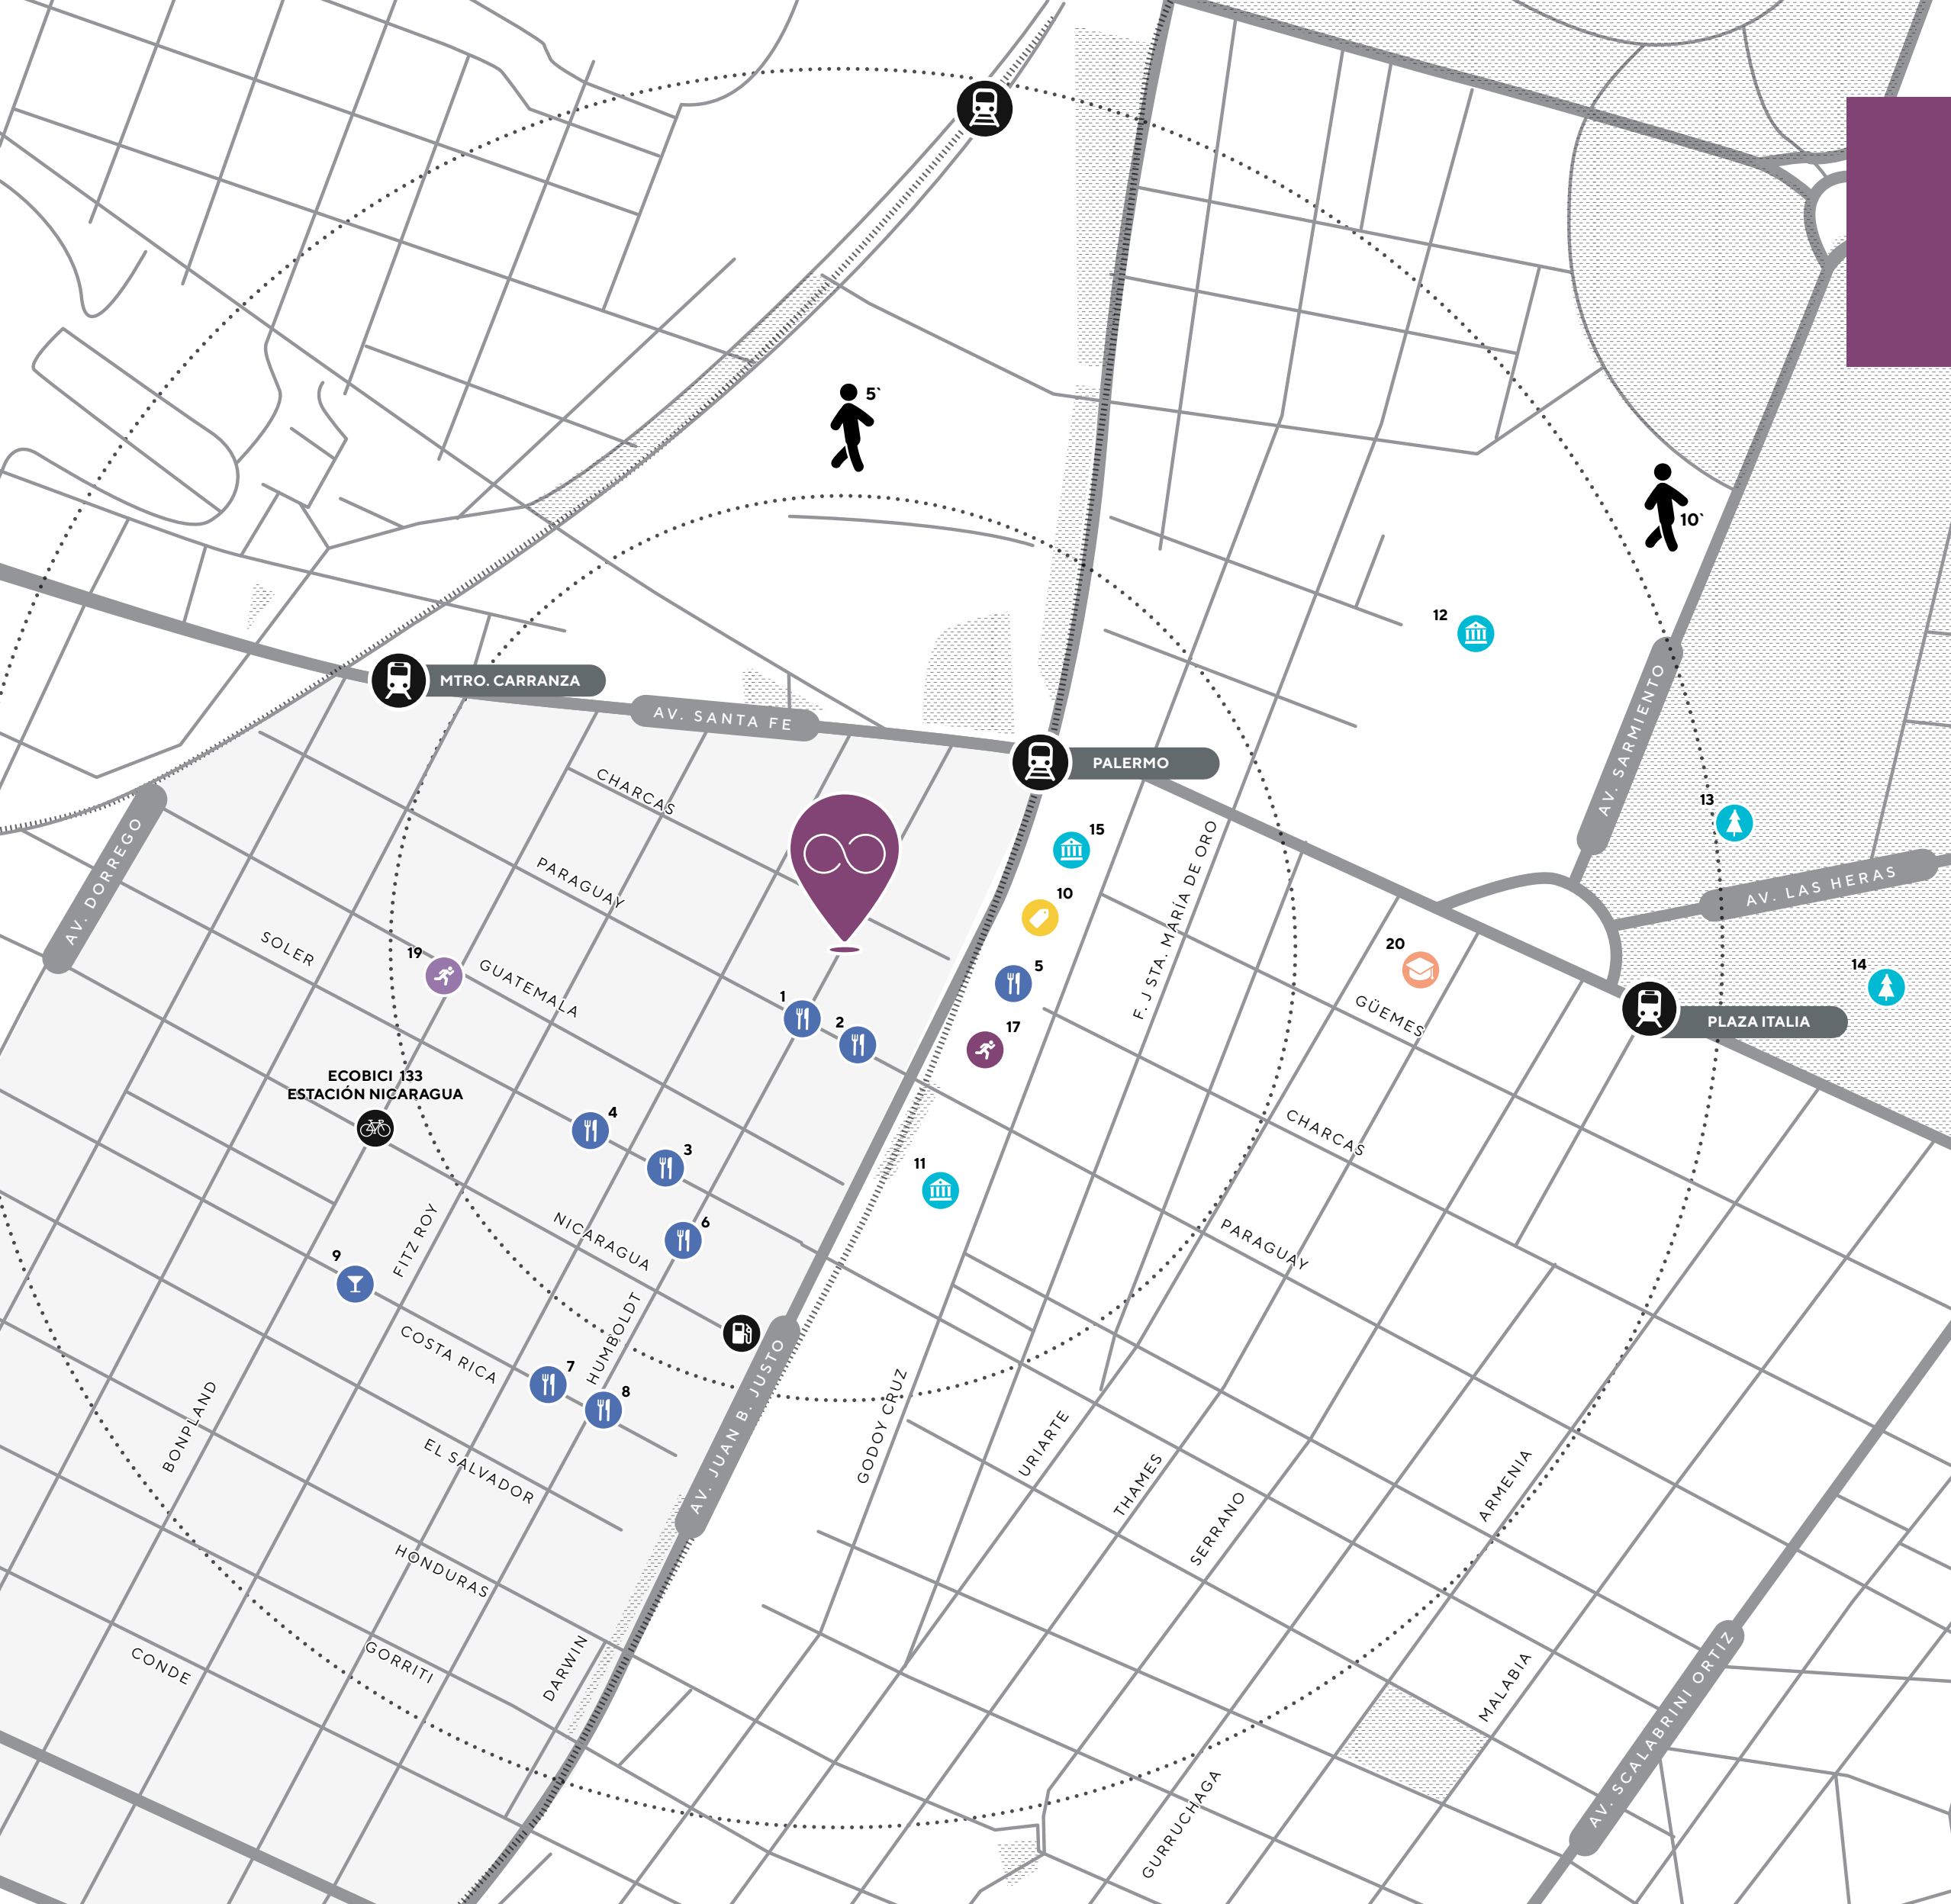 5`
10`
12
MTRO. CARRANZA
AV. SANTA FE
PALERMO
AV. SARMIENTO
CHARCAS
13
AV. DORREGO
15
F. J STA. MARÍA DE ORO
PARAGUAY
10
AV. LAS HERAS
SOLER
19
GUATEMALA
5
20
14
1
2
17
GÜEMES
PLAZA ITALIA
ECOBICI 133
ESTACIÓN NICARAGUA
4
3
11
CHARCAS
FITZ ROY
NICARAGUA
6
PARAGUAY
9
HUMBOLDT
COSTA RICA
7
8
AV. JUAN B. JUSTO
BONPLAND
GODOY CRUZ
EL SALVADOR
URIARTE
THAMES
SERRANO
ARMENIA
HONDURAS
CONDE
GORRITI
DARWIN
MALABIA
AV. SCALABRINI ORTIZ
GURRUCHAGA